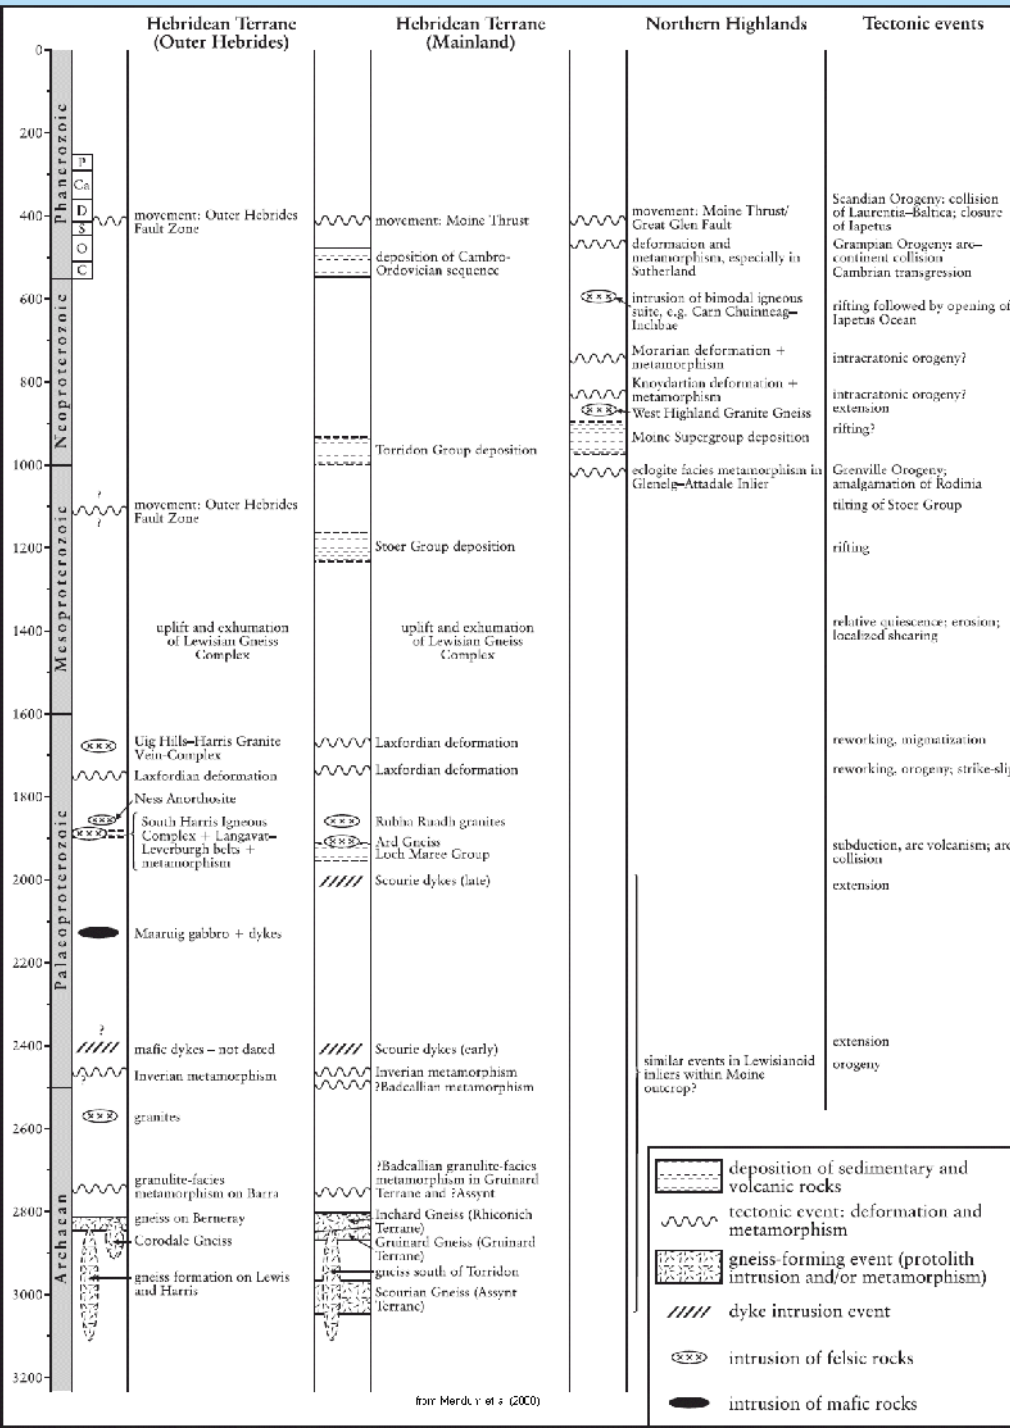 Hebridean Terrane
(Outer Hebrides)
Hebridean Terrane
(Mainland)
Northern Highlands
Tectonic events
0
200
400
600
800
1000
1200
1400
1600
1800
2000
2200
2400
2600
2800
3000
3200
Phanerozoic
Neoproterozoic
Mesoproterozoic
Palaeoproterozoic
Archaean
P
Ca
D
S
O
C
movement: Outer Hebrides
Fault Zone
?
movement: Outer Hebrides
Fault Zone
?
uplift and exhumation
of Lewisian Gneiss
Complex
Uig Hills–Harris Granite
Vein-Complex
Laxfordian deformation
Ness Anorthosite
South Harris Igneous
Complex + Langavat–
Leverburgh belts +
metamorphism
Maaruig gabbro + dykes
?
mafic dykes – not dated
Inverian metamorphism
?
granites
granulite-facies
metamorphism on Barra
gneiss on Berneray
Corodale Gneiss
gneiss formation on Lewis
and Harris
movement: Moine Thrust
deposition of Cambro-
Ordovician sequence
Torridon Group deposition
Stoer Group deposition
uplift and exhumation
of Lewisian Gneiss
Complex
Laxfordian deformation
Laxfordian deformation
Rubha Ruadh granites
Ard Gneiss
Loch Maree Group
Scourie dykes (late)
Scourie dykes (early)
Inverian metamorphism
?Badcallian metamorphism
?Badcallian granulite-facies
metamorphism in Gruinard
Terrane and ?Assynt
Inchard Gneiss (Rhiconich
Terrane)
Gruinard Gneiss (Gruinard
Terrane)
gneiss south of Torridon
Scourian Gneiss (Assynt
Terrane)
movement: Moine Thrust/
Great Glen Fault
deformation and
metamorphism, especially in
Sutherland
intrusion of bimodal igneous
suite, e.g. Carn Chuinneag–
Inchbae
Morarian deformation +
metamorphism
Knoydartian deformation +
metamorphism
West Highland Granite Gneiss
Moine Supergroup deposition
eclogite facies metamorphism in
Glenelg–Attadale Inlier
similar events in Lewisianoid
inliers within Moine
outcrop?
Scandian Orogeny: collision
of Laurentia–Baltica; closure
of Iapetus
Grampian Orogeny: arc–
continent collision
Cambrian transgression
rifting followed by opening of
Iapetus Ocean
intracratonic orogeny?
intracratonic orogeny?
extension
rifting?
Grenville Orogeny;
amalgamation of Rodinia
tilting of Stoer Group
rifting
relative quiescence; erosion;
localized shearing
reworking, migmatization
reworking, orogeny; strike-slip
subduction, arc volcanism; arc
collision
extension
extension
orogeny
deposition of sedimentary and
volcanic rocks
tectonic event: deformation and
metamorphism
gneiss-forming event (protolith
intrusion and/or metamorphism)
dyke intrusion event
intrusion of felsic rocks
intrusion of mafic rocks
from Mendum et al (2000)